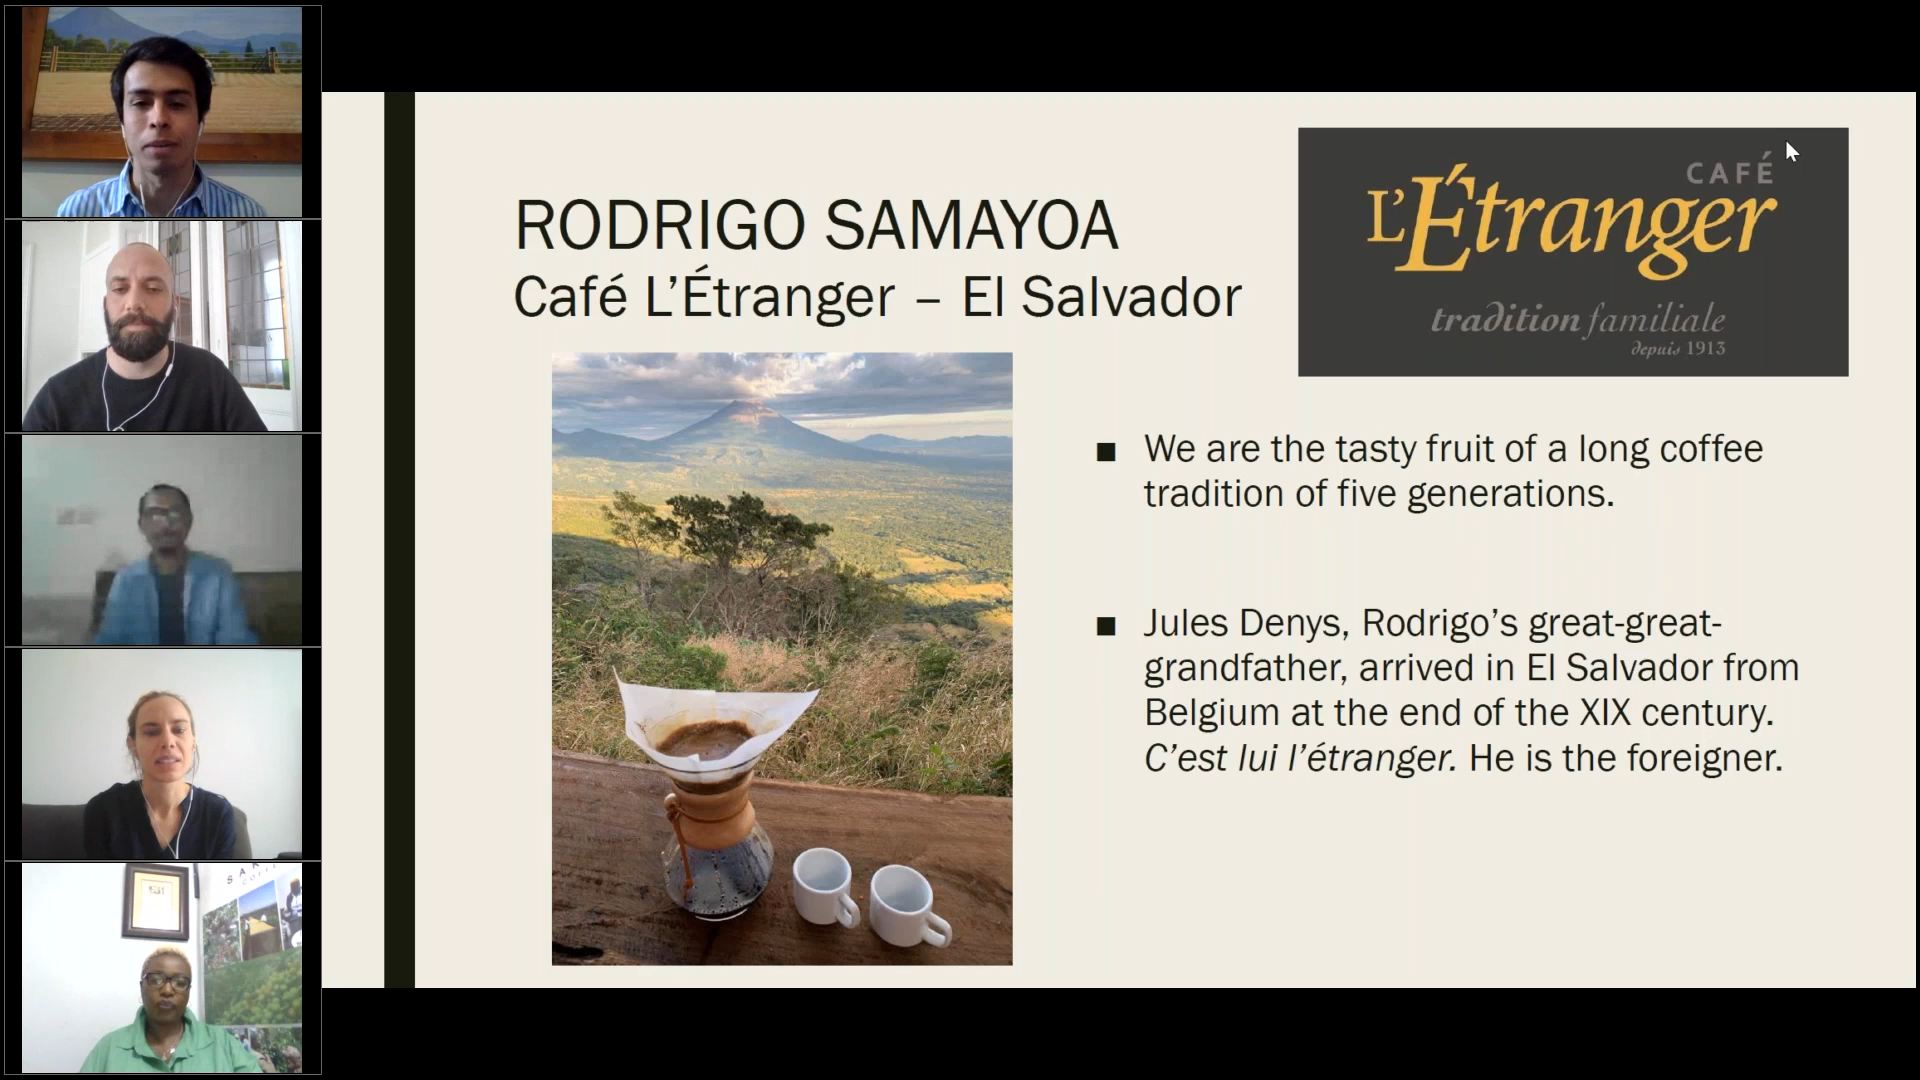 RODRIGO SAMAYOA
Café L’Étranger – El Salvador
CAFÉ
L’Étranger
tradition familiale
depuis 1913
■ We are the tasty fruit of a long coffee
tradition of five generations.
■ Jules Denys, Rodrigo’s great-great-
grandfather, arrived in El Salvador from
Belgium at the end of the XIX century.
C’est lui l’étranger. He is the foreigner.